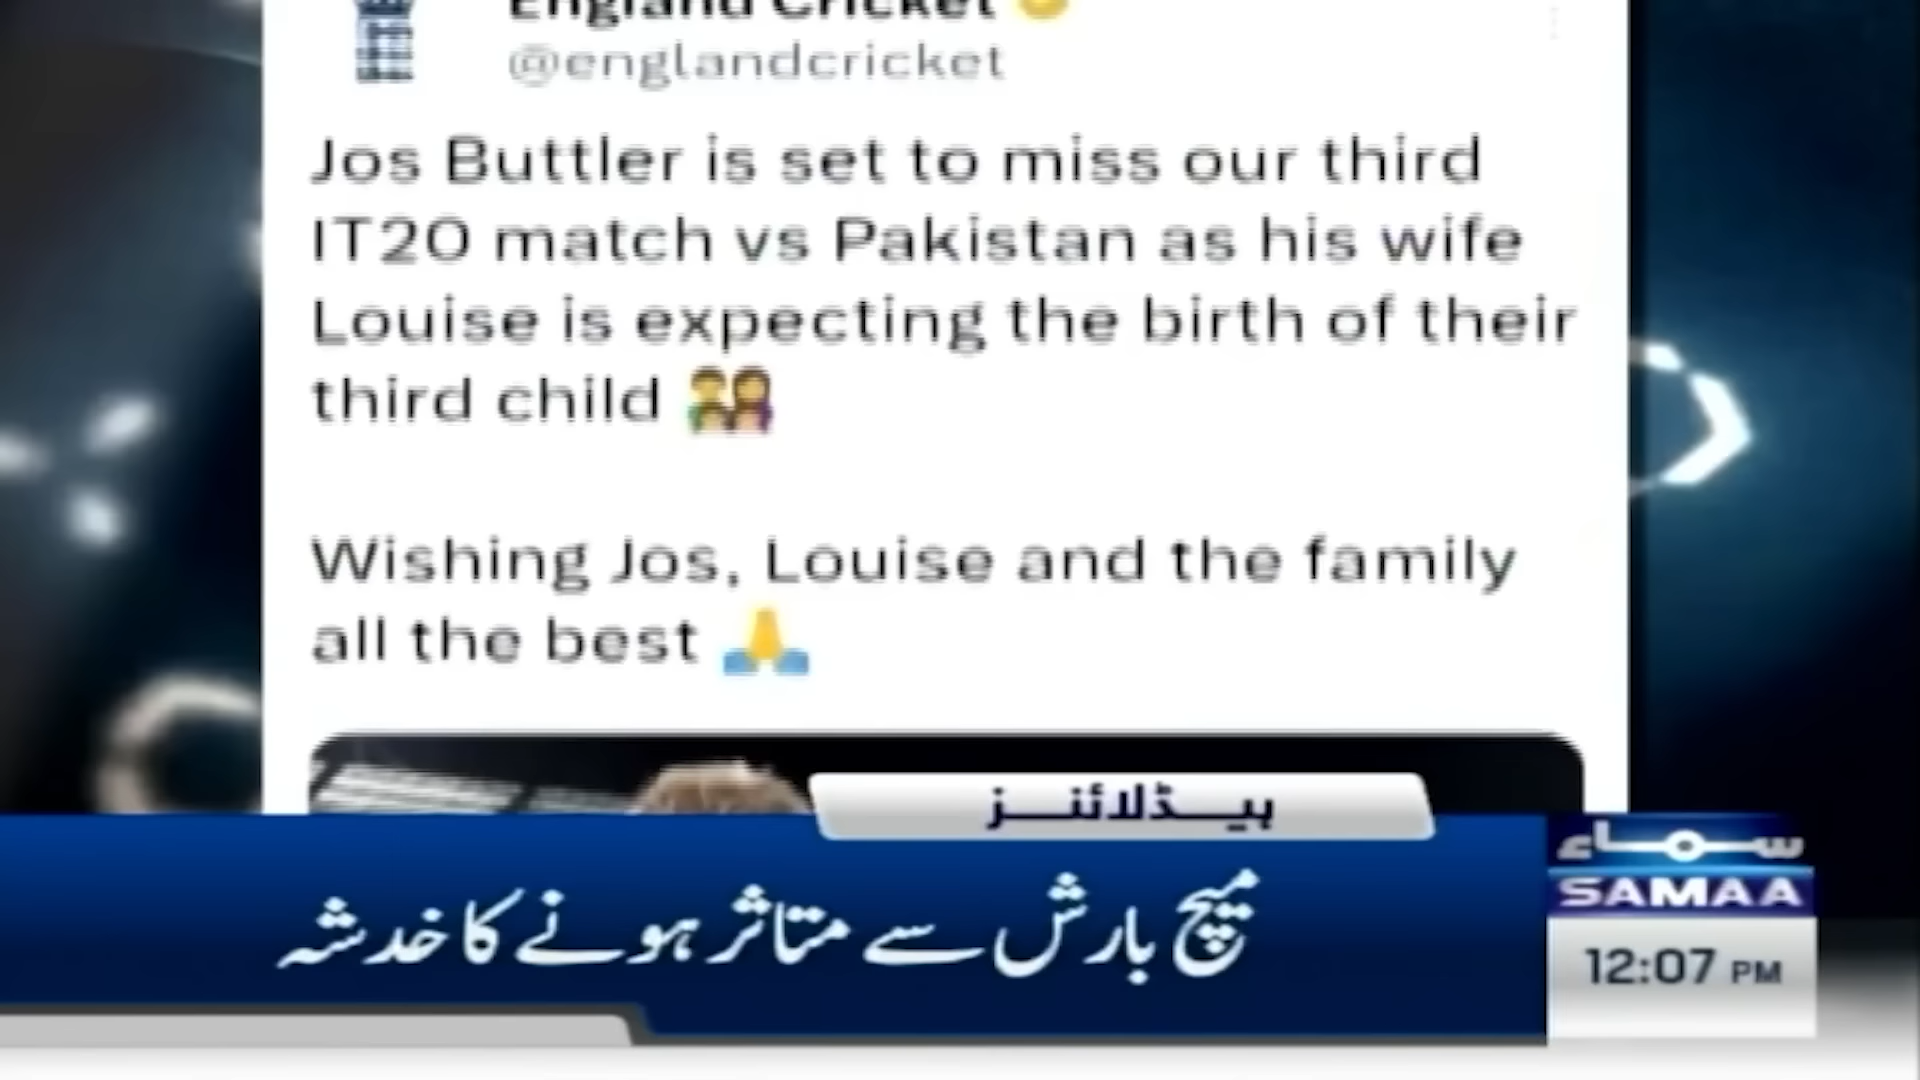 England Cricket
@englandcricket
Jos Buttler is set to miss our third
IT20 match vs Pakistan as his wife
Louise is expecting the birth of their
third child
Wishing Jos, Louise and the family
all the best
ہیڈلائنز
میچ بارش سے متاثر ہونے کا خدشہ
سماء
SAMAA
12:07 PM